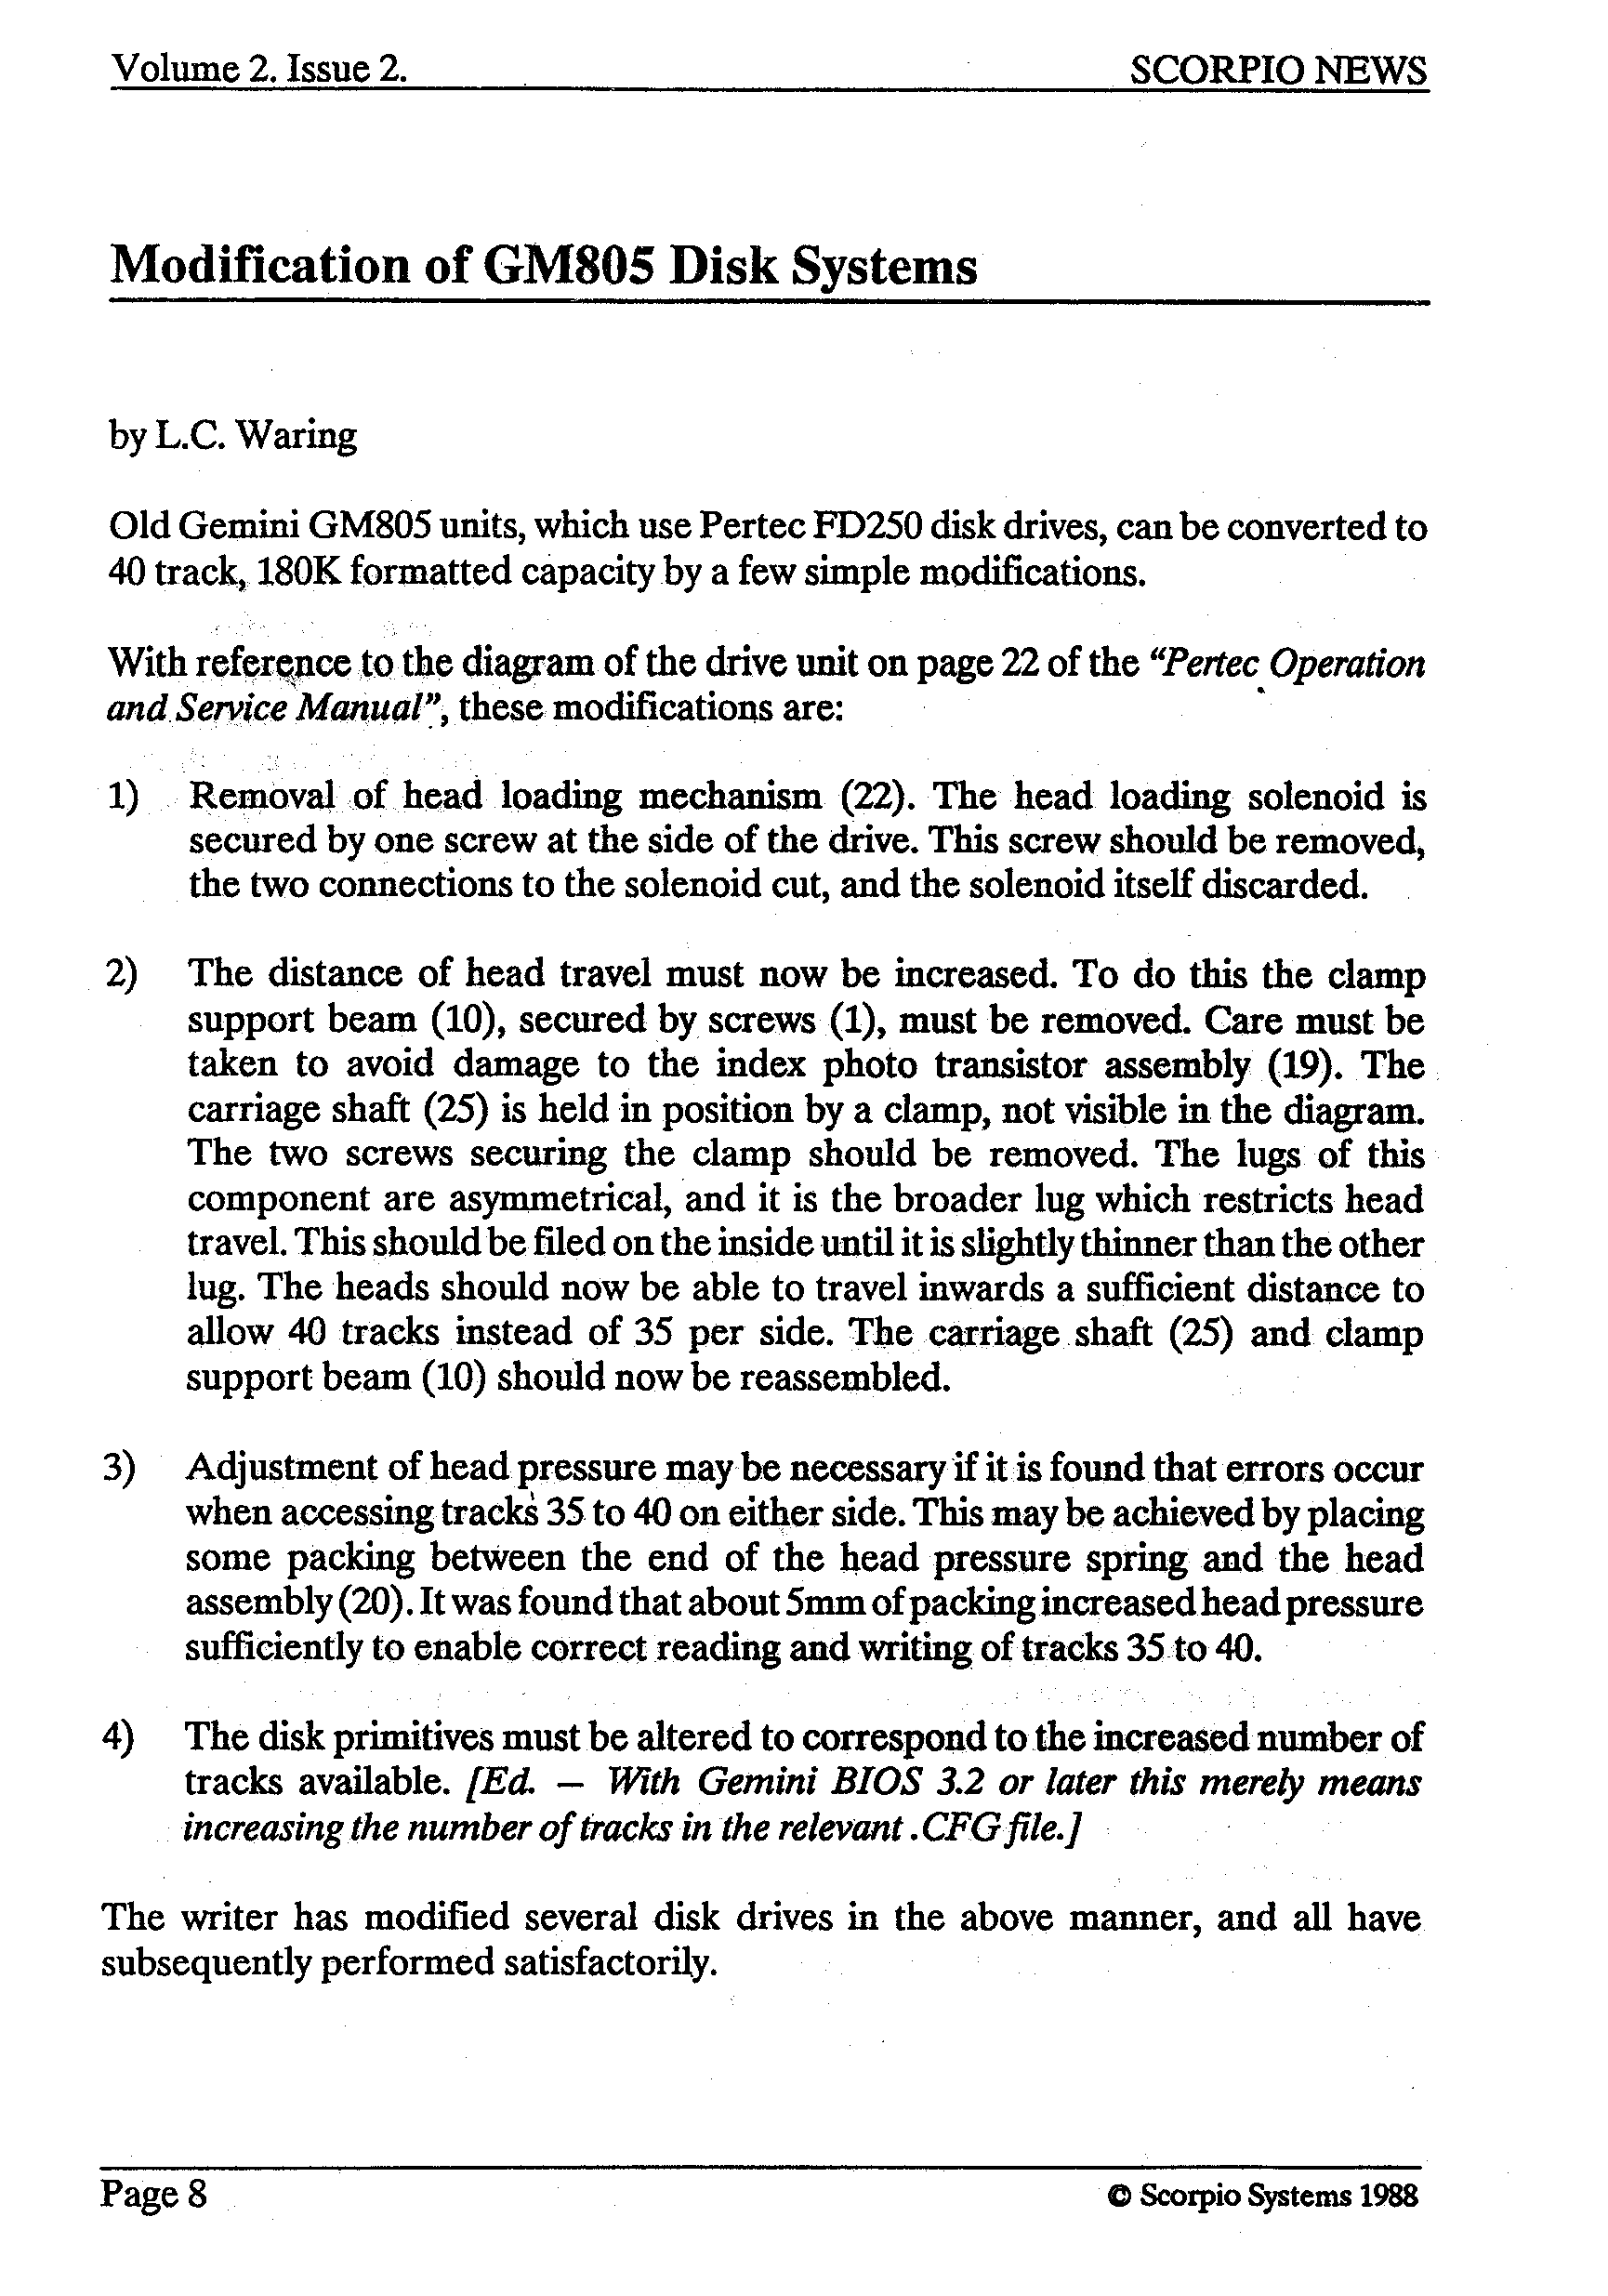 Volume 2. Issue 2. SCORPIO NEWS
Modification of GM805 Disk Systems
by L.C. Waring
Old Gemini GM805 units, which use Pertec FD250 disk drives, can be converted to
40 track, 180K formatted capacity by a few simple modifications.
With reference to the diagram of the drive unit on page 22 of the “Pertec Operation
and Service Manual”, these modifications are:
1) Removal of head loading mechanism (22). The head loading solenoid is
secured by one screw at the side of the drive. This screw should be removed,
the two connections to the solenoid cut, and the solenoid itself discarded.
2) The distance of head travel must now be increased. To do this the clamp
support beam (10), secured by screws (1), must be removed. Care must be
taken to avoid damage to the index photo transistor assembly (19). The
carriage shaft (25) is held in position by a clamp, not visible in the diagram.
The two screws securing the clamp should be removed. The lugs of this
component are asymmetrical, and it is the broader lug which restricts head
travel. This should be filed on the inside until it is slightly thinner than the other
lug. The heads should now be able to travel inwards a sufficient distance to
allow 40 tracks instead of 35 per side. The carriage shaft (25) and clamp
support beam (10) should now be reassembled.
3) Adjustment of head pressure may be necessary if it is found that errors occur
when accessing tracks 35 to 40 on either side. This may be achieved by placing
some packing between the end of the head pressure spring and the head
assembly (20). It was found that about 5mm of packing increased head pressure
sufficiently to enable correct reading and writing of tracks 35 to 40.
4) The disk primitives must be altered to correspond to the increased number of
tracks available. [Ed. – With Gemini BIOS 3.2 or later this merely means
increasing the number of tracks in the relevant .CFG file.]
The writer has modified several disk drives in the above manner, and all have
subsequently performed satisfactorily.
Page 8 © Scorpio Systems 1988